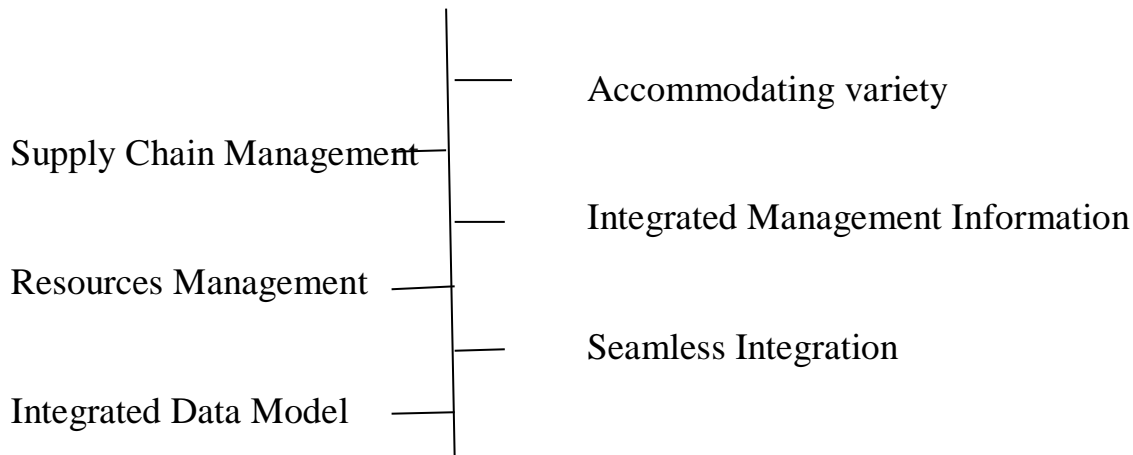 Accommodating variety
Supply Chain Management
Integrated Management Information
Resources Management
Seamless Integration
Integrated Data Model